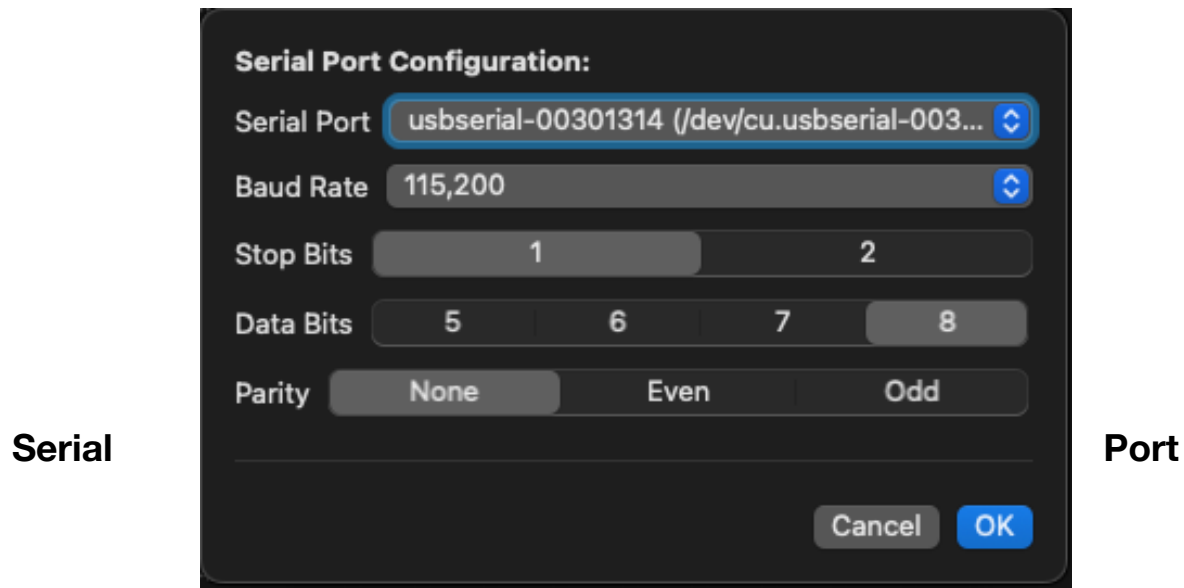 Serial Port Configuration:
Serial Port usbserial-00301314 (/dev/cu.usbserial-003...
Baud Rate 115,200
Stop Bits 1 2
Data Bits 5 6 7 8
Parity None Even Odd
Serial Port
Cancel OK